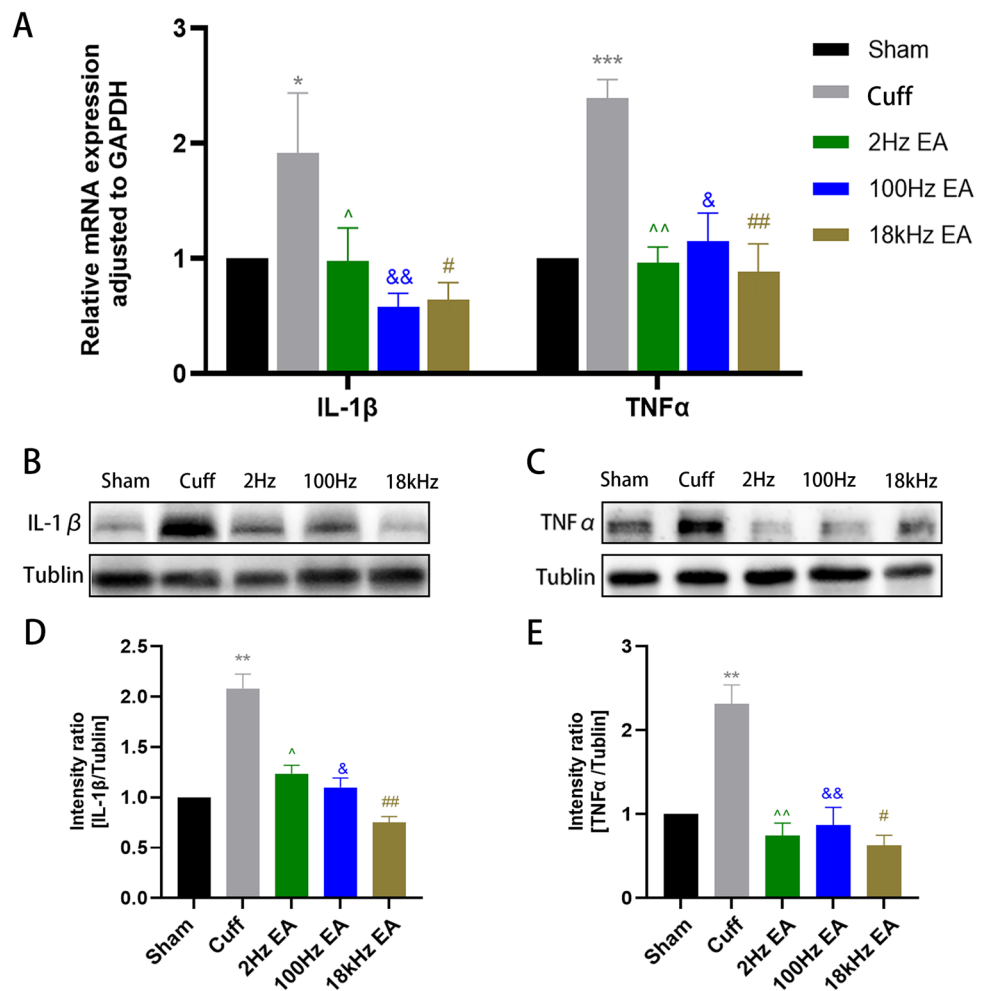 A
Relative mRNA expression
adjusted to GAPDH
3
2
1
0
*
^
&&
#
***
^^
&
##
IL-1β
TNFα
Sham
Cuff
2Hz EA
100Hz EA
18kHz EA
B
Sham Cuff 2Hz 100Hz 18kHz
IL-1β
Tublin
C
Sham Cuff 2Hz 100Hz 18kHz
TNFα
Tublin
D
Intensity ratio
[IL-1β/Tublin]
2.5
2.0
1.5
1.0
0.5
0.0
**
^
&
##
Sham
Cuff
2Hz EA
100Hz EA
18kHz EA
E
Intensity ratio
[TNFα /Tublin]
3
2
1
0
**
^^
&&
#
Sham
Cuff
2Hz EA
100Hz EA
18kHz EA